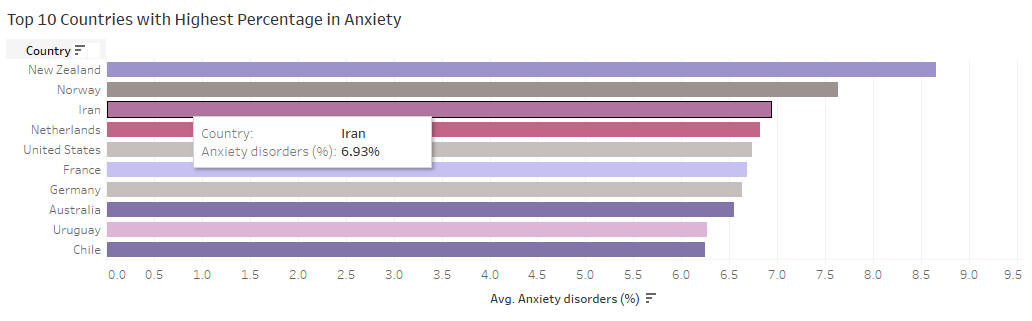 Top 10 Countries with Highest Percentage in Anxiety
Country
New Zealand
Norway
Iran
Netherlands
United States
France
Germany
Australia
Uruguay
Chile
Country: Iran
Anxiety disorders (%): 6.93%
0.0 0.5 1.0 1.5 2.0 2.5 3.0 3.5 4.0 4.5 5.0 5.5 6.0 6.5 7.0 7.5 8.0 8.5 9.0 9.5
Avg. Anxiety disorders (%)